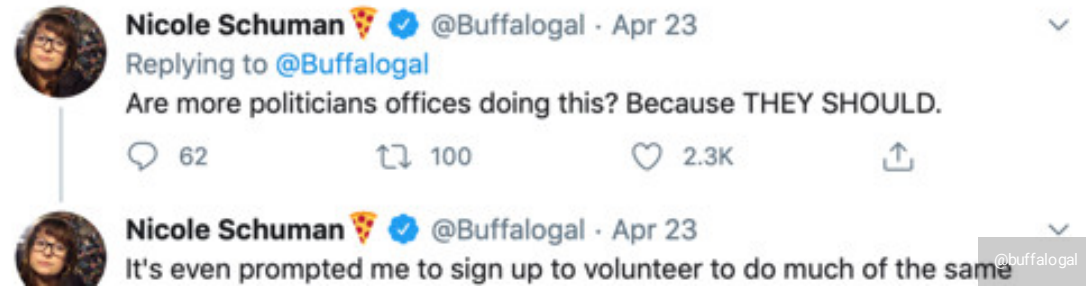 Nicole Schuman🍕 @Buffalogal · Apr 23
Replying to @Buffalogal
Are more politicians offices doing this? Because THEY SHOULD.
62 100 2.3K
Nicole Schuman🍕 @Buffalogal · Apr 23
It's even prompted me to sign up to volunteer to do much of the same
@buffalogal